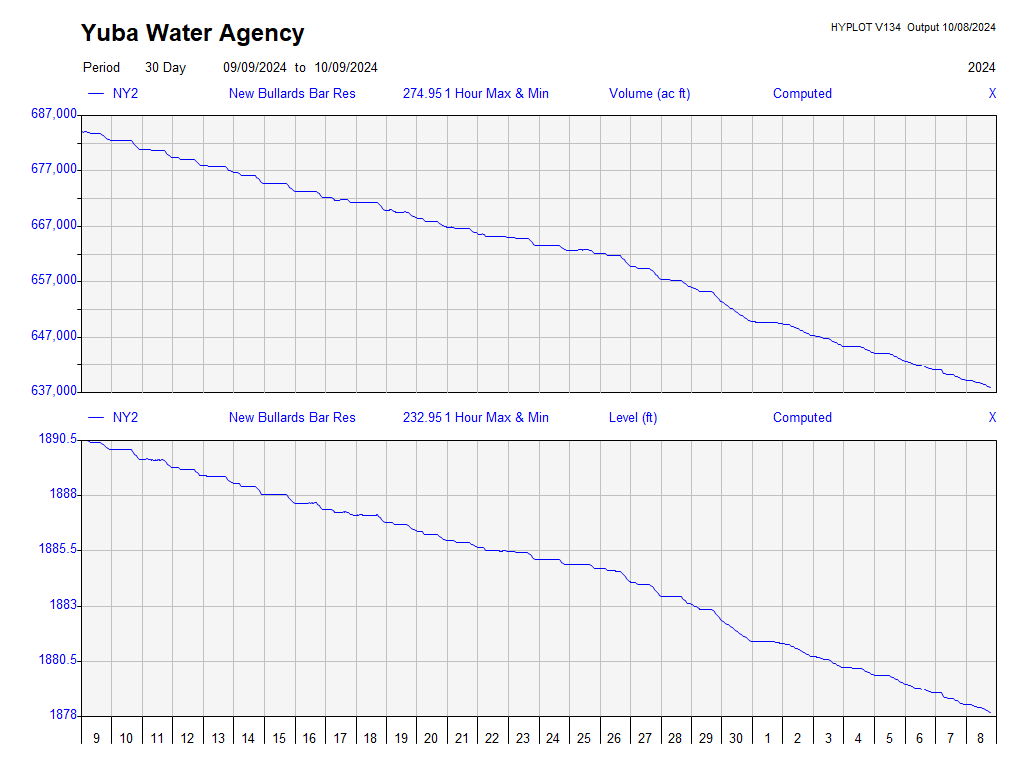 Yuba Water Agency
HYPLOT V134 Output 10/08/2024
Period 30 Day 09/09/2024 to 10/09/2024 2024
NY2 New Bullards Bar Res 274.95 1 Hour Max & Min Volume (ac ft) Computed X
687,000
677,000
667,000
657,000
647,000
637,000
NY2 New Bullards Bar Res 232.95 1 Hour Max & Min Level (ft) Computed X
1890.5
1888
1885.5
1883
1880.5
1878
9 10 11 12 13 14 15 16 17 18 19 20 21 22 23 24 25 26 27 28 29 30 1 2 3 4 5 6 7 8